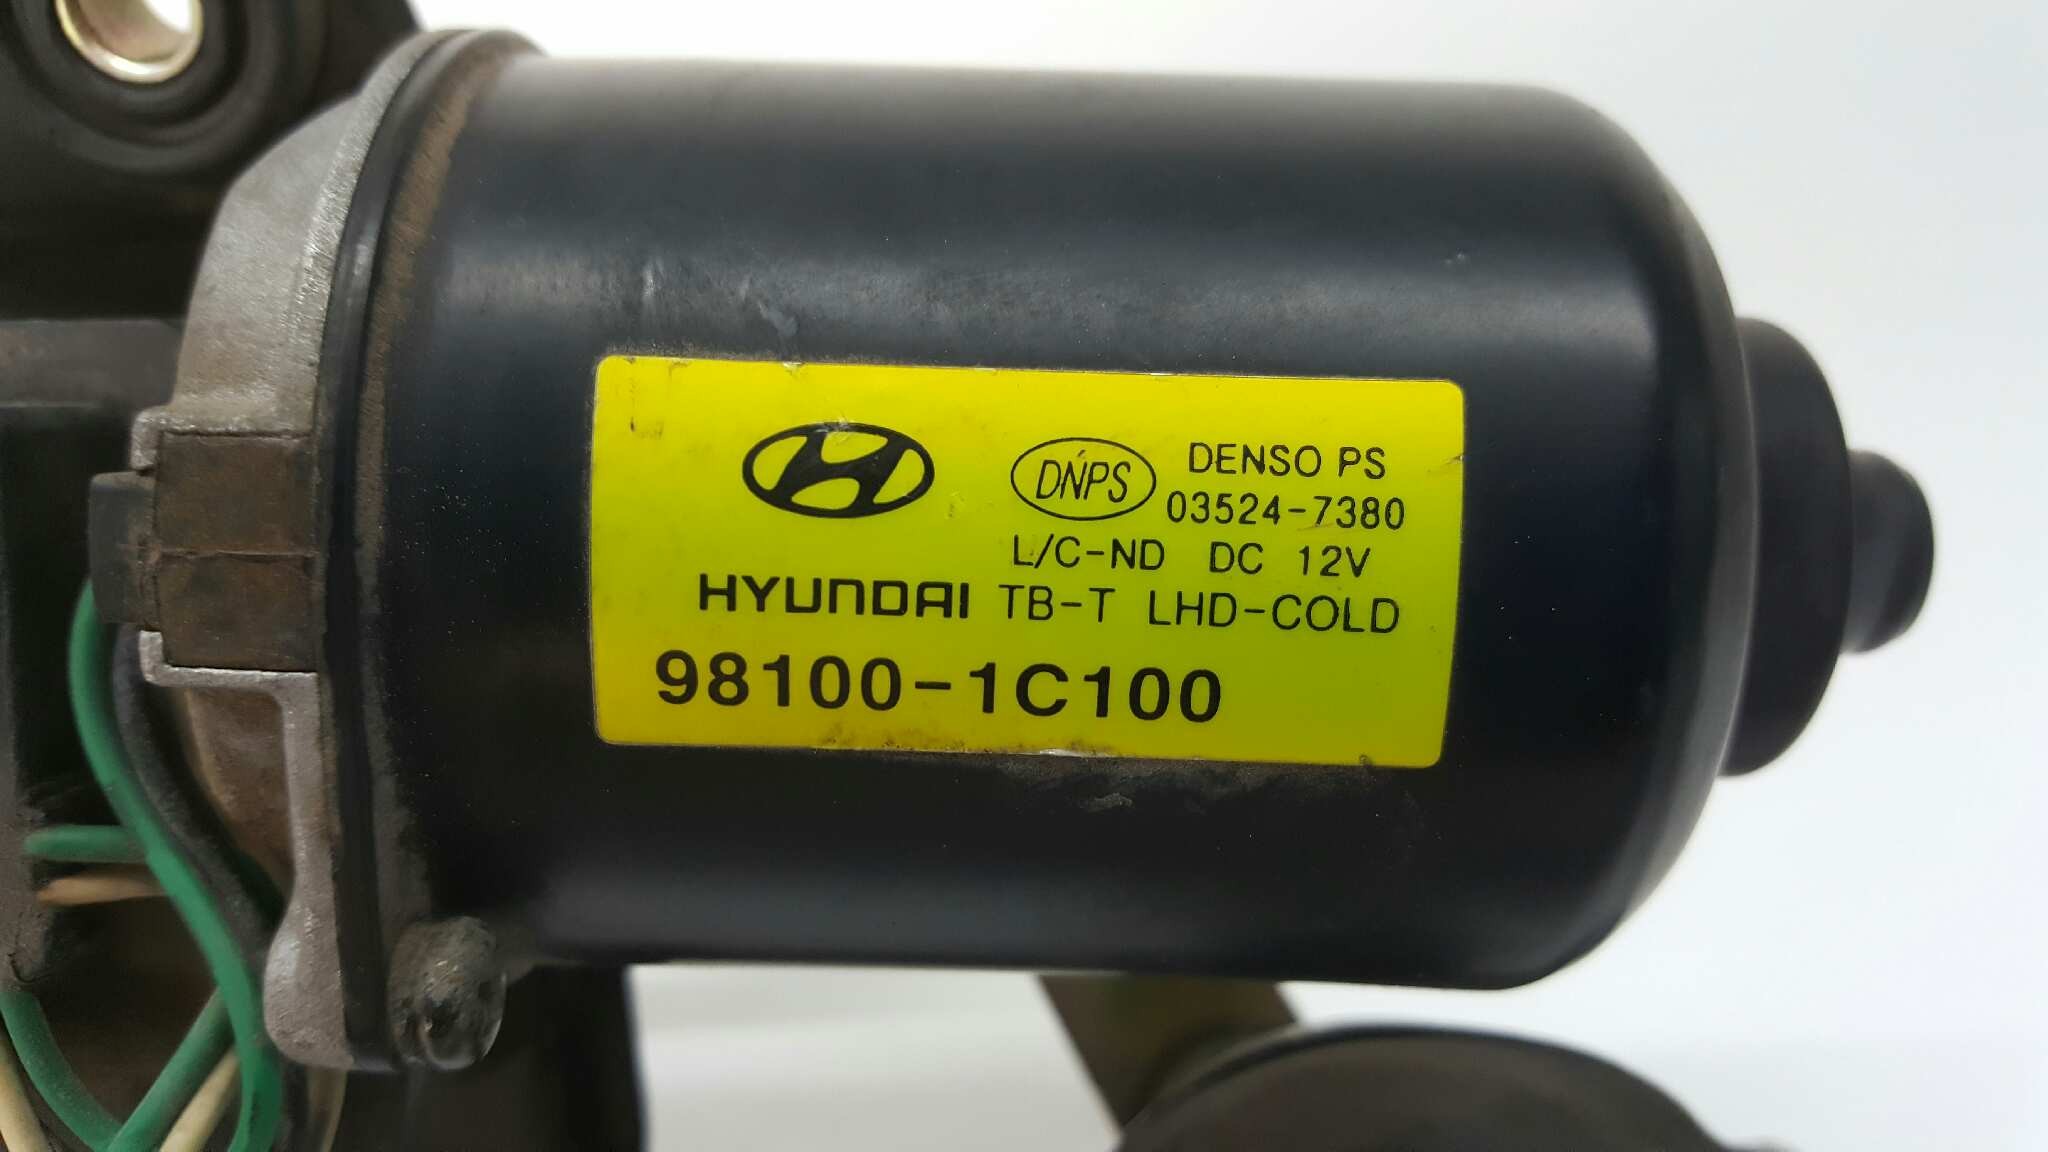 DNPS DENSO PS
03524-7380
L/C-ND DC 12V
HYUNDAI TB-T LHD-COLD
98100-1C100